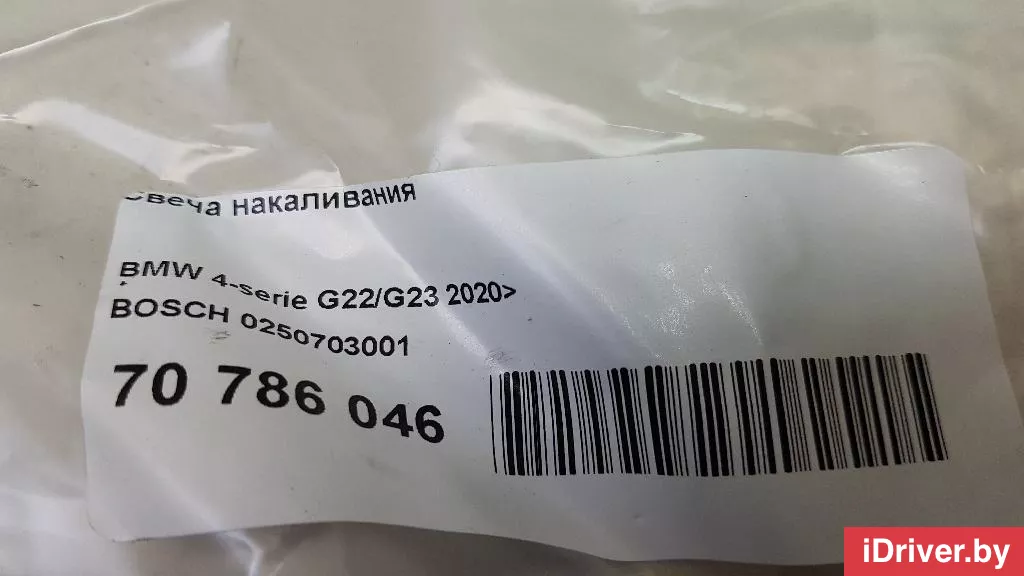 Свеча накаливания
BMW 4-serie G22/G23 2020>
BOSCH 0250703001
70 786 046
iDriver.by